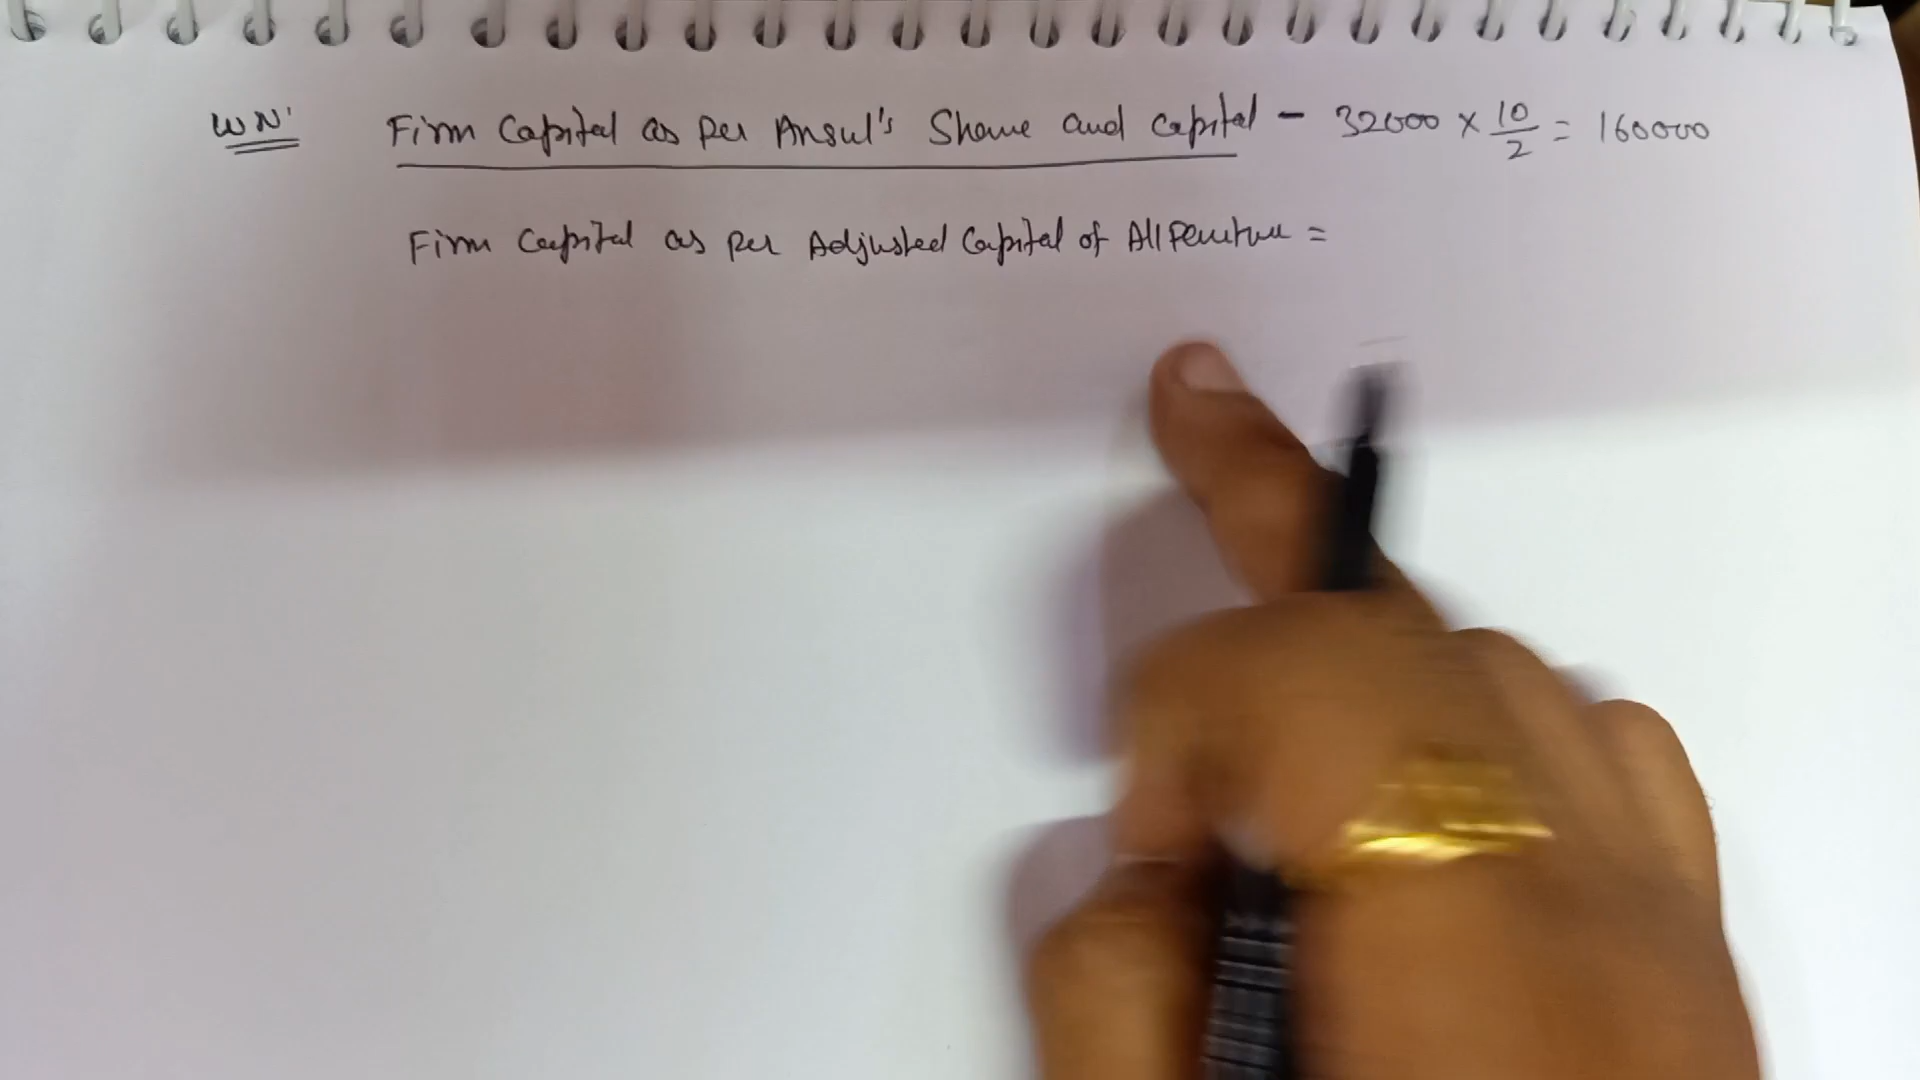 WN'
Firm Capital as per Ansul's Share and Capital - 32000 × 10/2 = 160000
Firm Capital as per Adjusted Capital of All Partner =